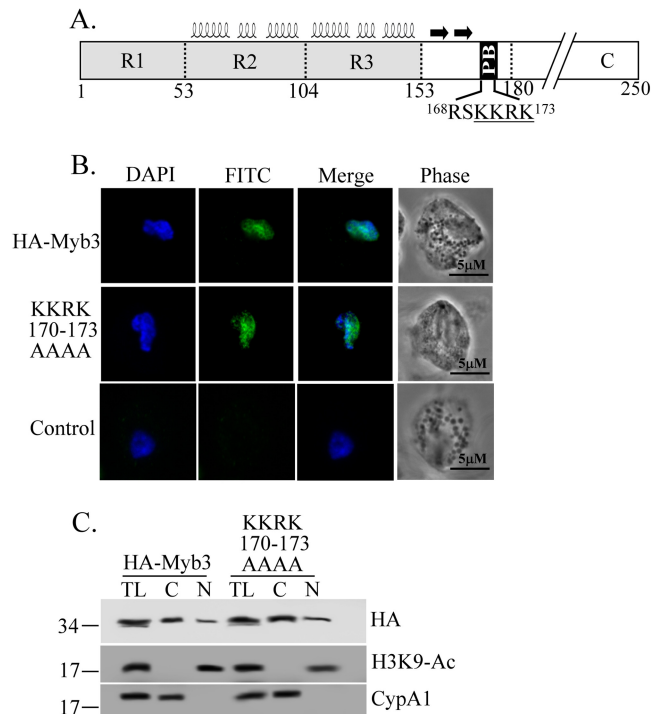 A.
R1 R2 R3 PB C
1 53 104 153 180 250
¹⁶⁸RSKKRK¹⁷³
B.
DAPI FITC Merge Phase
HA-Myb3 5μM
KKRK
170-173
AAAA 5μM
Control 5μM
C.
KKRK
170-173
HA-Myb3 AAAA
TL C N TL C N
34 HA
17 H3K9-Ac
17 CypA1